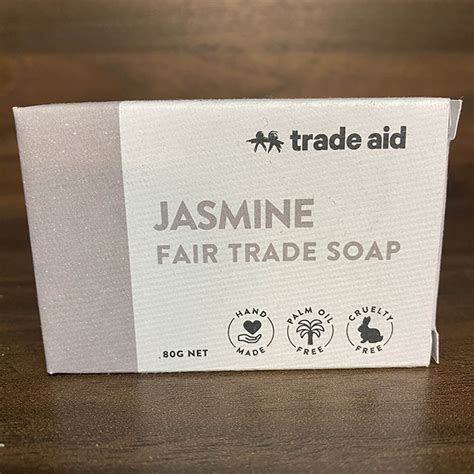 trade aid
JASMINE
FAIR TRADE SOAP
80G NET
HAND
MADE
PALM OIL
FREE
CRUELTY
FREE